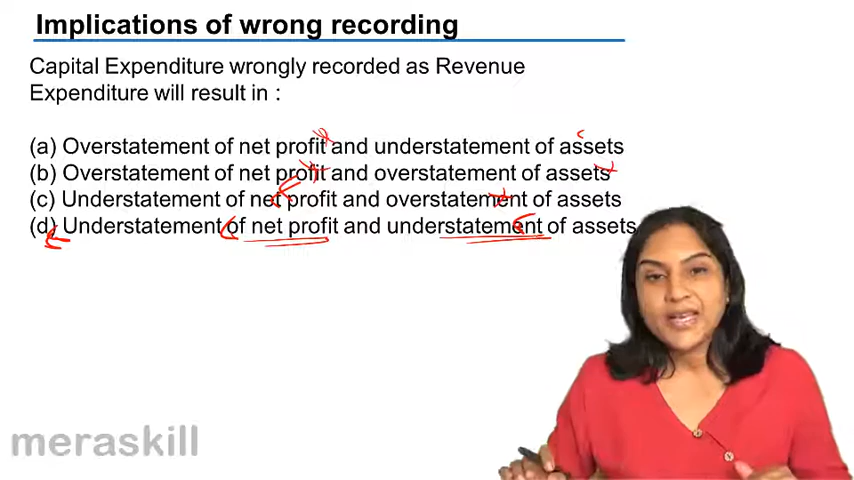 Implications of wrong recording
Capital Expenditure wrongly recorded as Revenue
Expenditure will result in :
(a) Overstatement of net profit and understatement of assets
(b) Overstatement of net profit and overstatement of assets
(c) Understatement of net profit and overstatement of assets
(d) Understatement of net profit and understatement of assets
meraskill